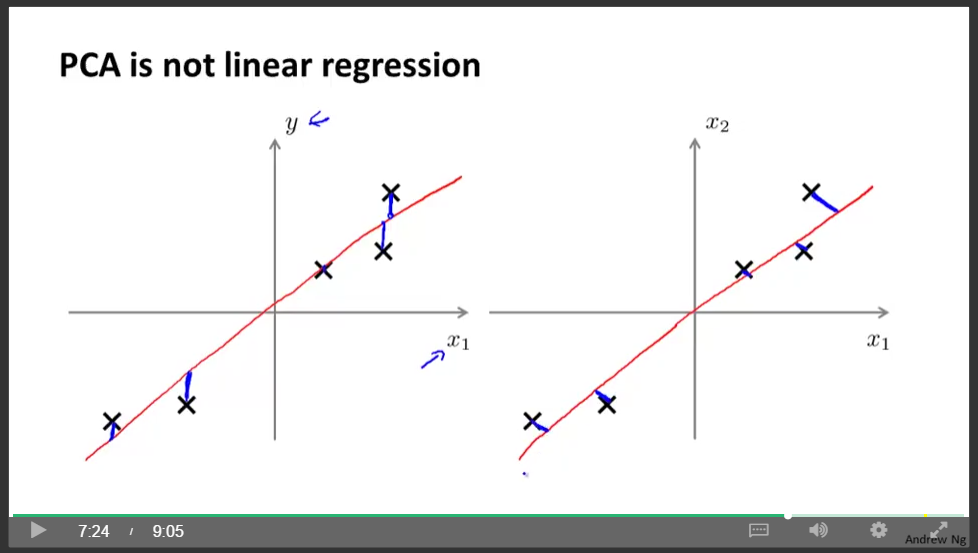 PCA is not linear regression
y
x₂
x₁
x₁
7:24 / 9:05
Andrew Ng